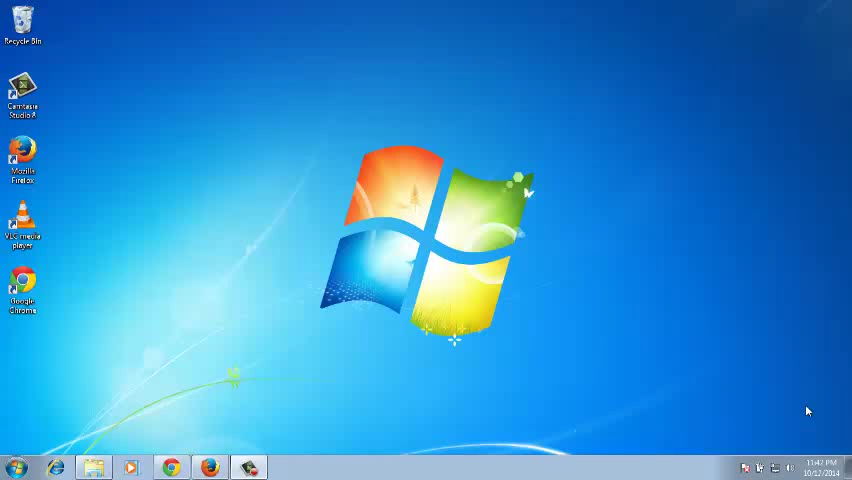 Recycle Bin
Camtasia
Studio 8
Mozilla
Firefox
VLC media
player
Google
Chrome
11:42 PM
10/12/2014